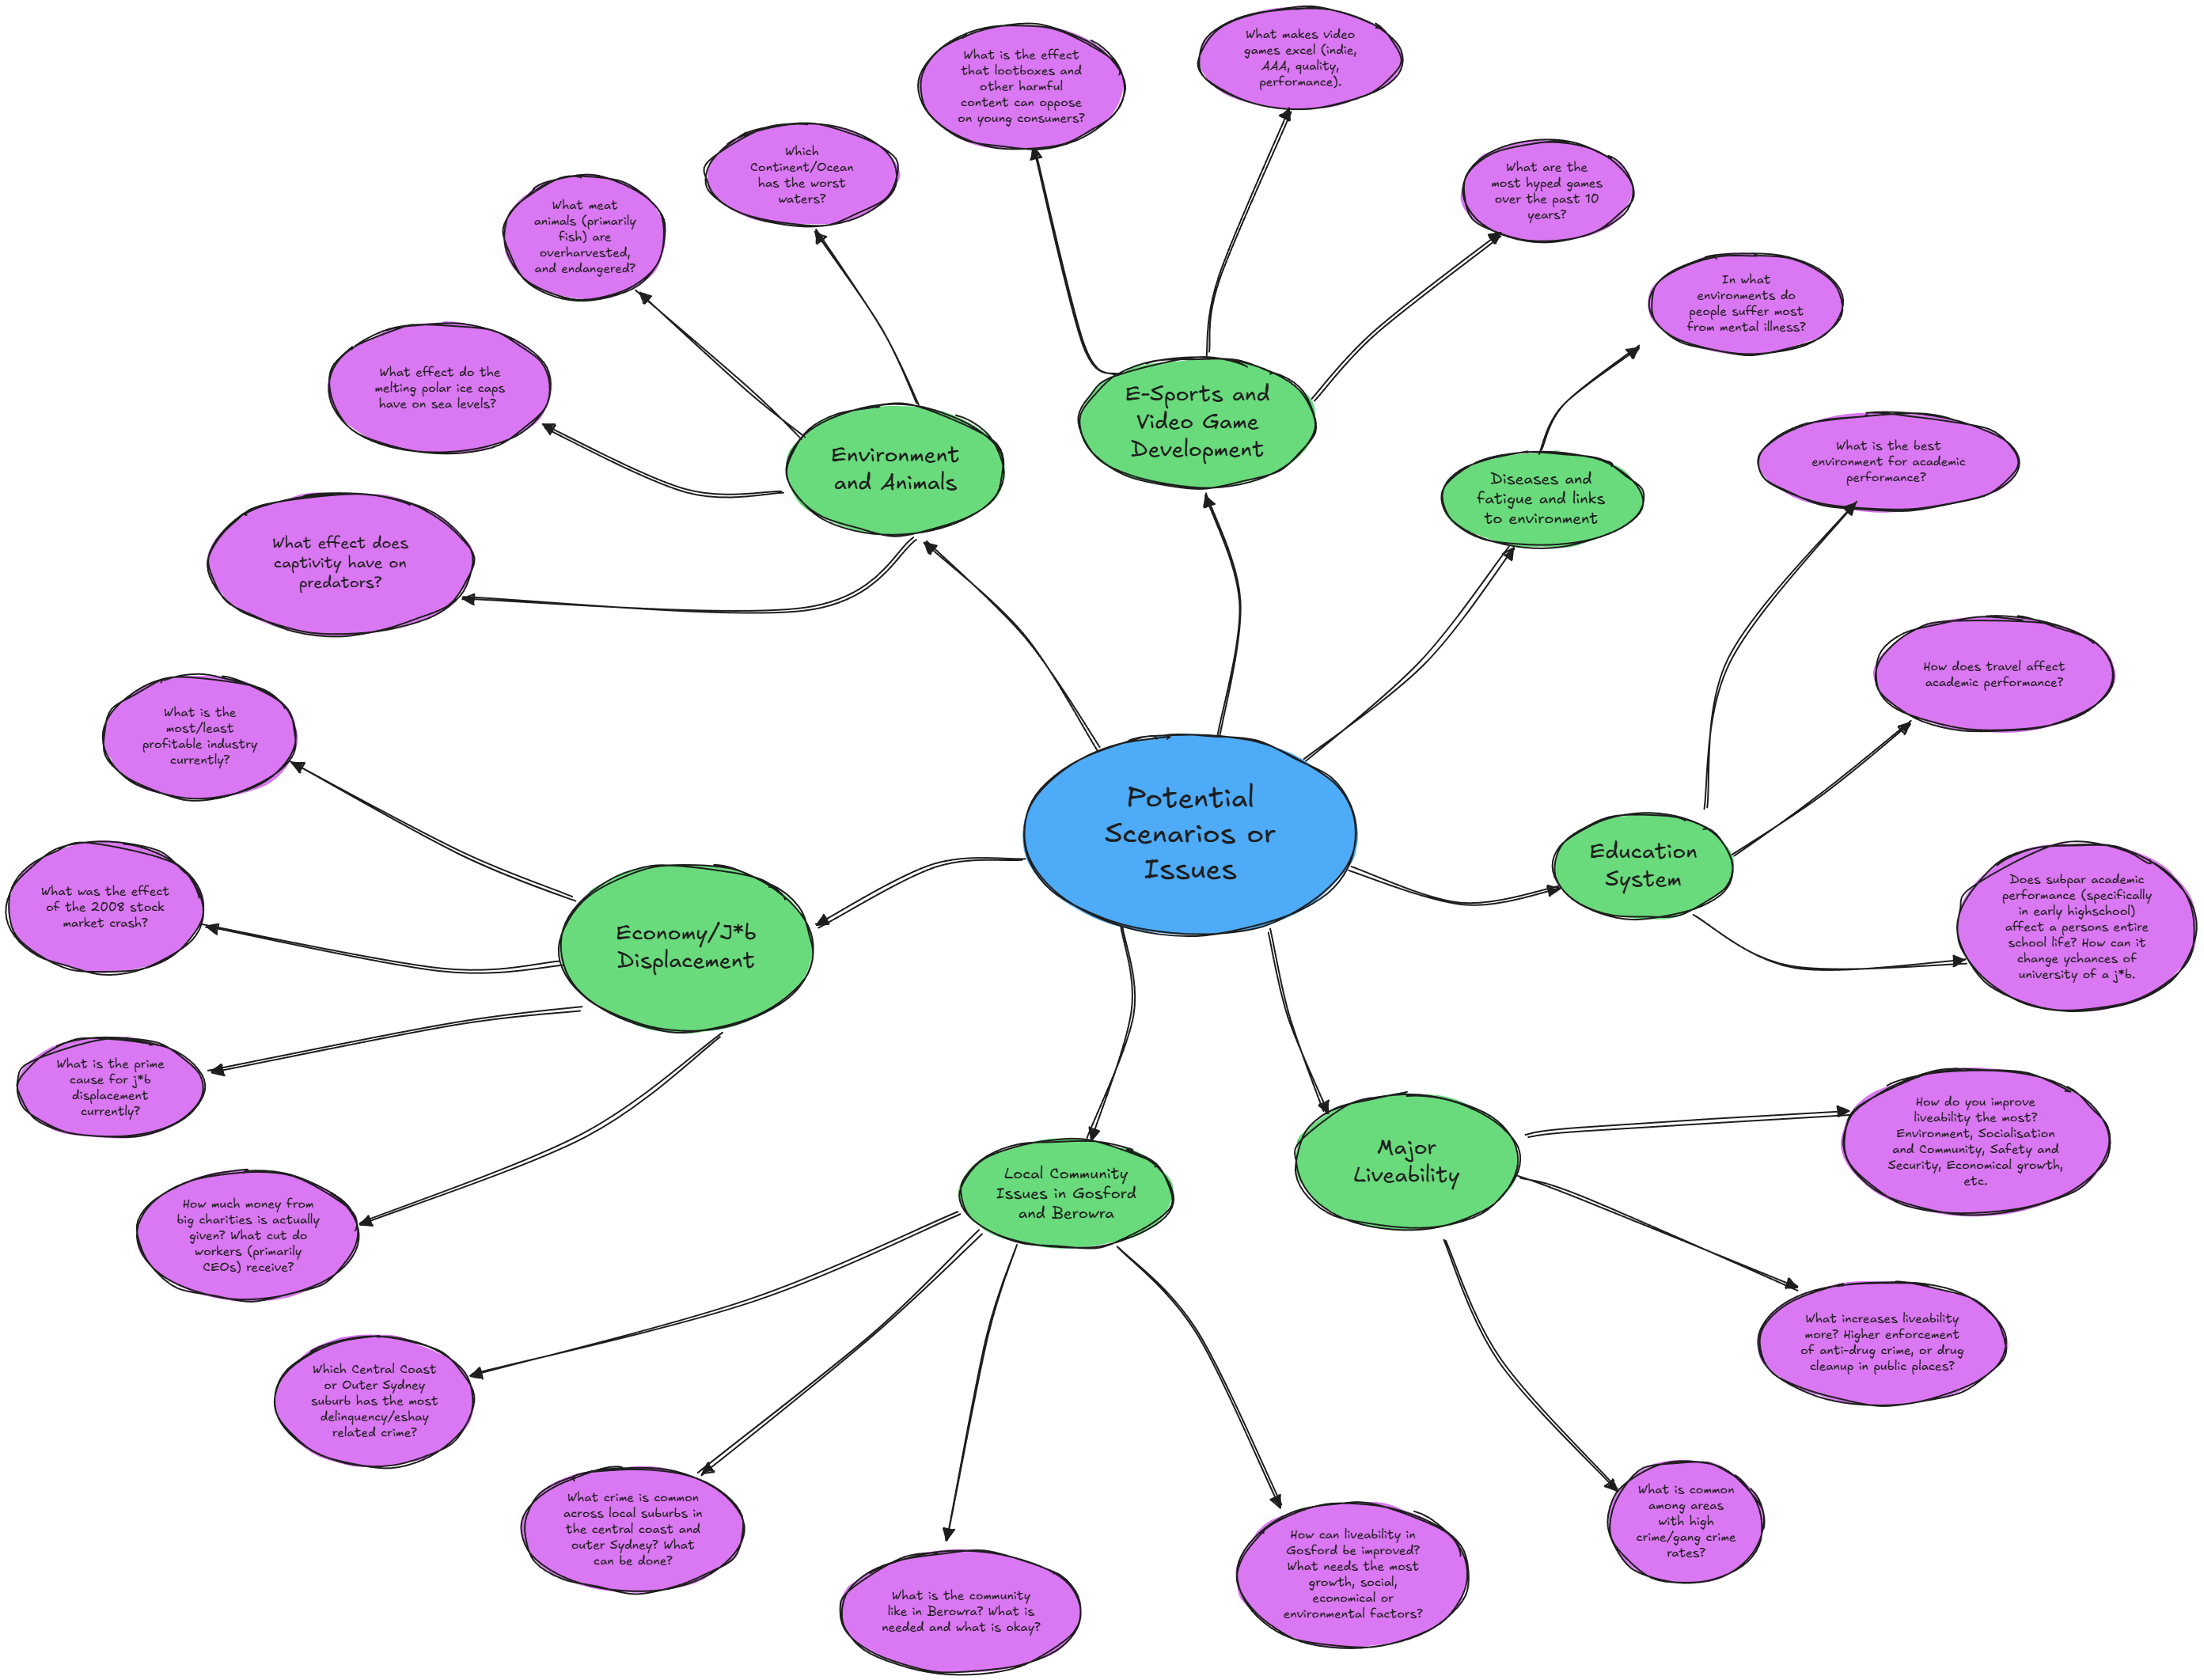 What makes video
games excel (indie,
AAA, quality,
performance).
What is the effect
that lootboxes and
other harmful
content can oppose
on young consumers?
Which
Continent/Ocean
has the worst
waters?
What are the
most hyped games
over the past 10
years?
What meat
animals (primarily
fish) are
overharvested,
and endangered?
In what
environments do
people suffer most
from mental illness?
What effect do the
melting polar ice caps
have on sea levels?
E-Sports and
Video Game
Development
Environment
and Animals
What is the best
environment for academic
performance?
Diseases and
fatigue and links
to environment
What effect does
captivity have on
predators?
How does travel affect
academic performance?
What is the
most/least
profitable industry
currently?
Potential
Scenarios or
Issues
Education
System
What was the effect
of the 2008 stock
market crash?
Does subpar academic
performance (specifically
in early highschool)
affect a persons entire
school life? How can it
change ychances of
university of a j*b.
Economy/J*b
Displacement
What is the prime
cause for j*b
displacement
currently?
How do you improve
liveability the most?
Environment, Socialisation
and Community, Safety and
Security, Economical growth,
etc.
Major
Liveability
Local Community
Issues in Gosford
and Berowra
How much money from
big charities is actually
given? What cut do
workers (primarily
CEOs) receive?
What increases liveability
more? Higher enforcement
of anti-drug crime, or drug
cleanup in public places?
Which Central Coast
or Outer Sydney
suburb has the most
delinquency/eshay
related crime?
What crime is common
across local suburbs in
the central coast and
outer Sydney? What
can be done?
What is common
among areas
with high
crime/gang crime
rates?
How can liveability in
Gosford be improved?
What needs the most
growth, social,
economical or
environmental factors?
What is the community
like in Berowra? What is
needed and what is okay?